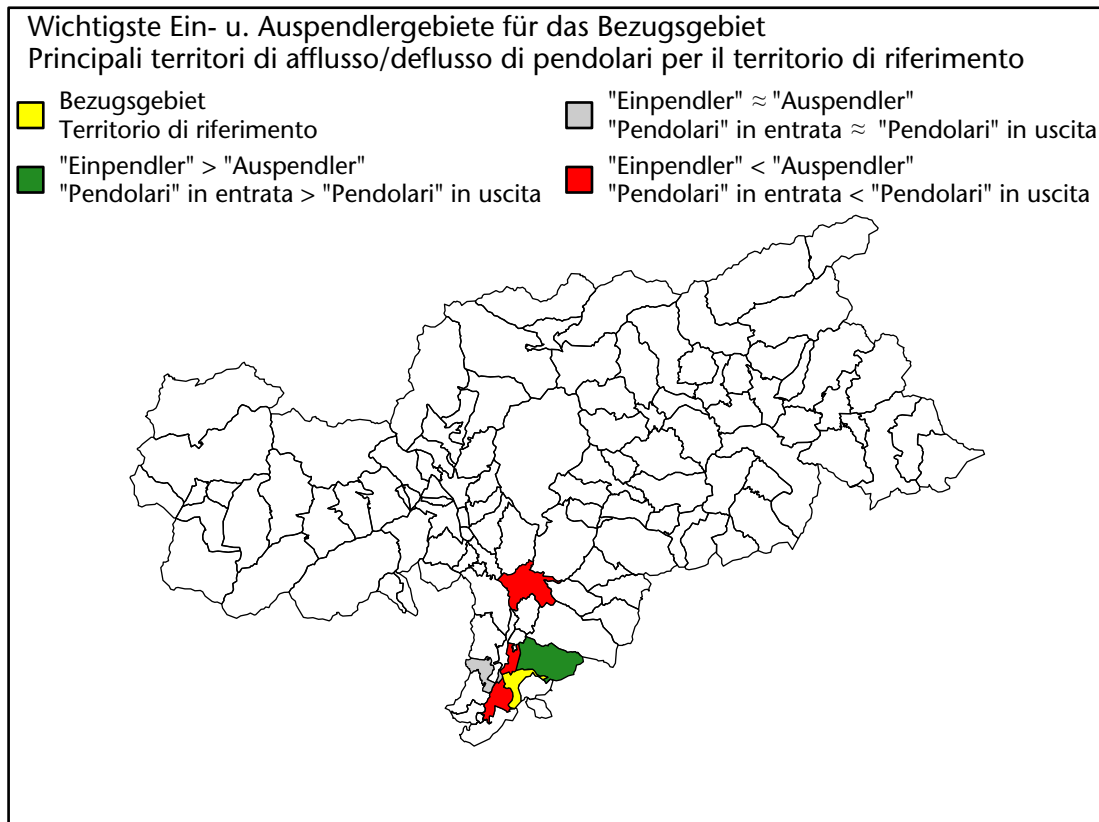 Wichtigste Ein- u. Auspendlergebiete für das Bezugsgebiet
Principali territori di afflusso/deflusso di pendolari per il territorio di riferimento
Bezugsgebiet
Territorio di riferimento
"Einpendler" > "Auspendler"
"Pendolari" in entrata > "Pendolari" in uscita
"Einpendler" ≈ "Auspendler"
"Pendolari" in entrata ≈ "Pendolari" in uscita
"Einpendler" < "Auspendler"
"Pendolari" in entrata < "Pendolari" in uscita